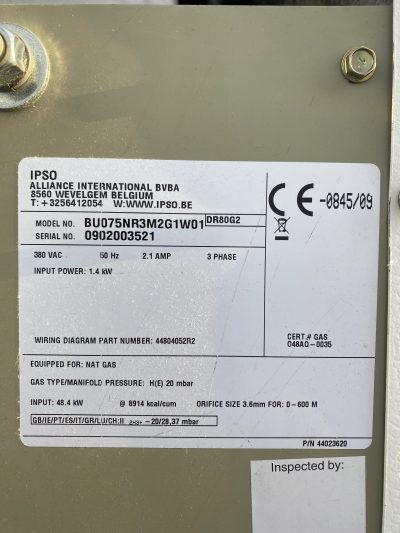 IPSO
ALLIANCE INTERNATIONAL BVBA
8560 WEVELGEM BELGIUM
T: +3256412054 W:WWW.IPSO.BE
CE -0845/09
MODEL NO. BU075NR3M2G1W01 DR80G2
SERIAL NO. 0902003521
380 VAC 50 Hz 2.1 AMP 3 PHASE
INPUT POWER: 1.4 kW
WIRING DIAGRAM PART NUMBER: 44804052R2
CERT.# GAS
048AQ-0035
EQUIPPED FOR: NAT GAS
GAS TYPE/MANIFOLD PRESSURE: H(E) 20 mbar
INPUT: 48.4 kW @ 8914 kcal/cum ORIFICE SIZE 3.6mm FOR: 0-600 M
GB/IE/PT/ES/IT/GR/LU/CH:II 2H3+ -20/28,37 mbar
P/N 44023620
Inspected by: